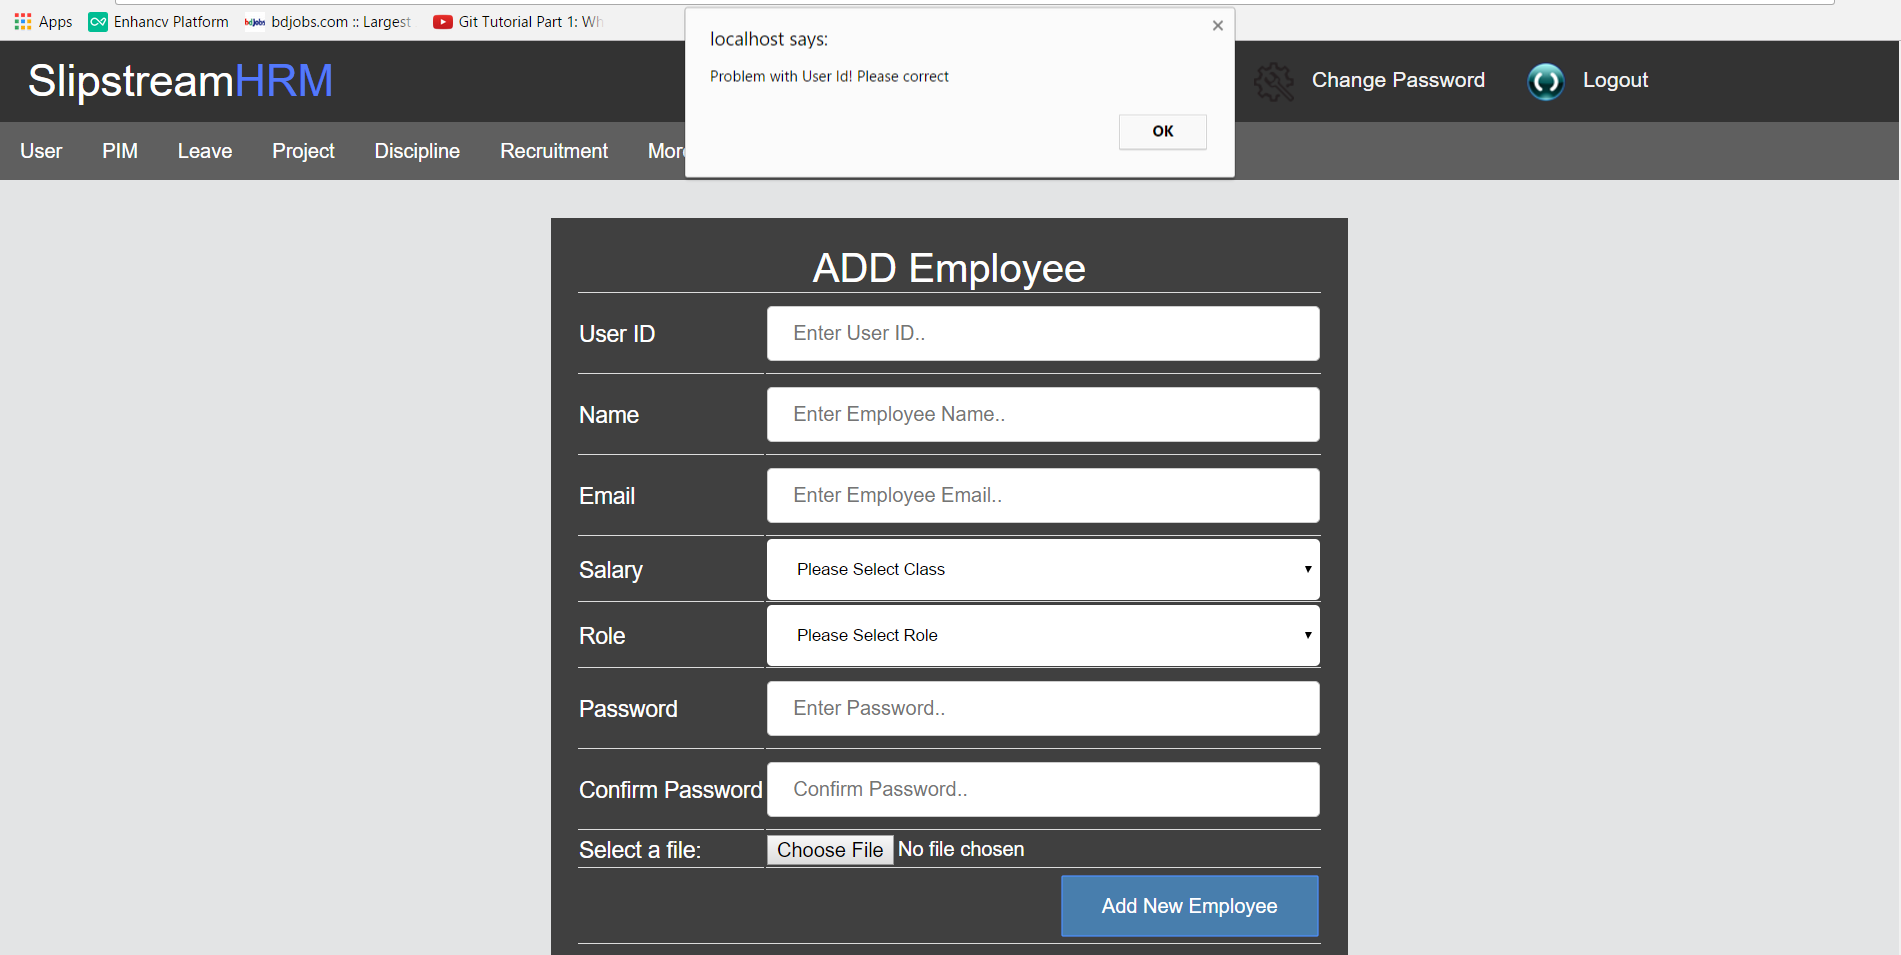 Apps Enhancv Platform bdjobs bdjobs.com :: Largest Git Tutorial Part 1: Wh
localhost says:
Problem with User Id! Please correct
OK
SlipstreamHRM Change Password Logout
User PIM Leave Project Discipline Recruitment More
ADD Employee
User ID Enter User ID..
Name Enter Employee Name..
Email Enter Employee Email..
Salary Please Select Class
Role Please Select Role
Password Enter Password..
Confirm Password Confirm Password..
Select a file: Choose File No file chosen
Add New Employee